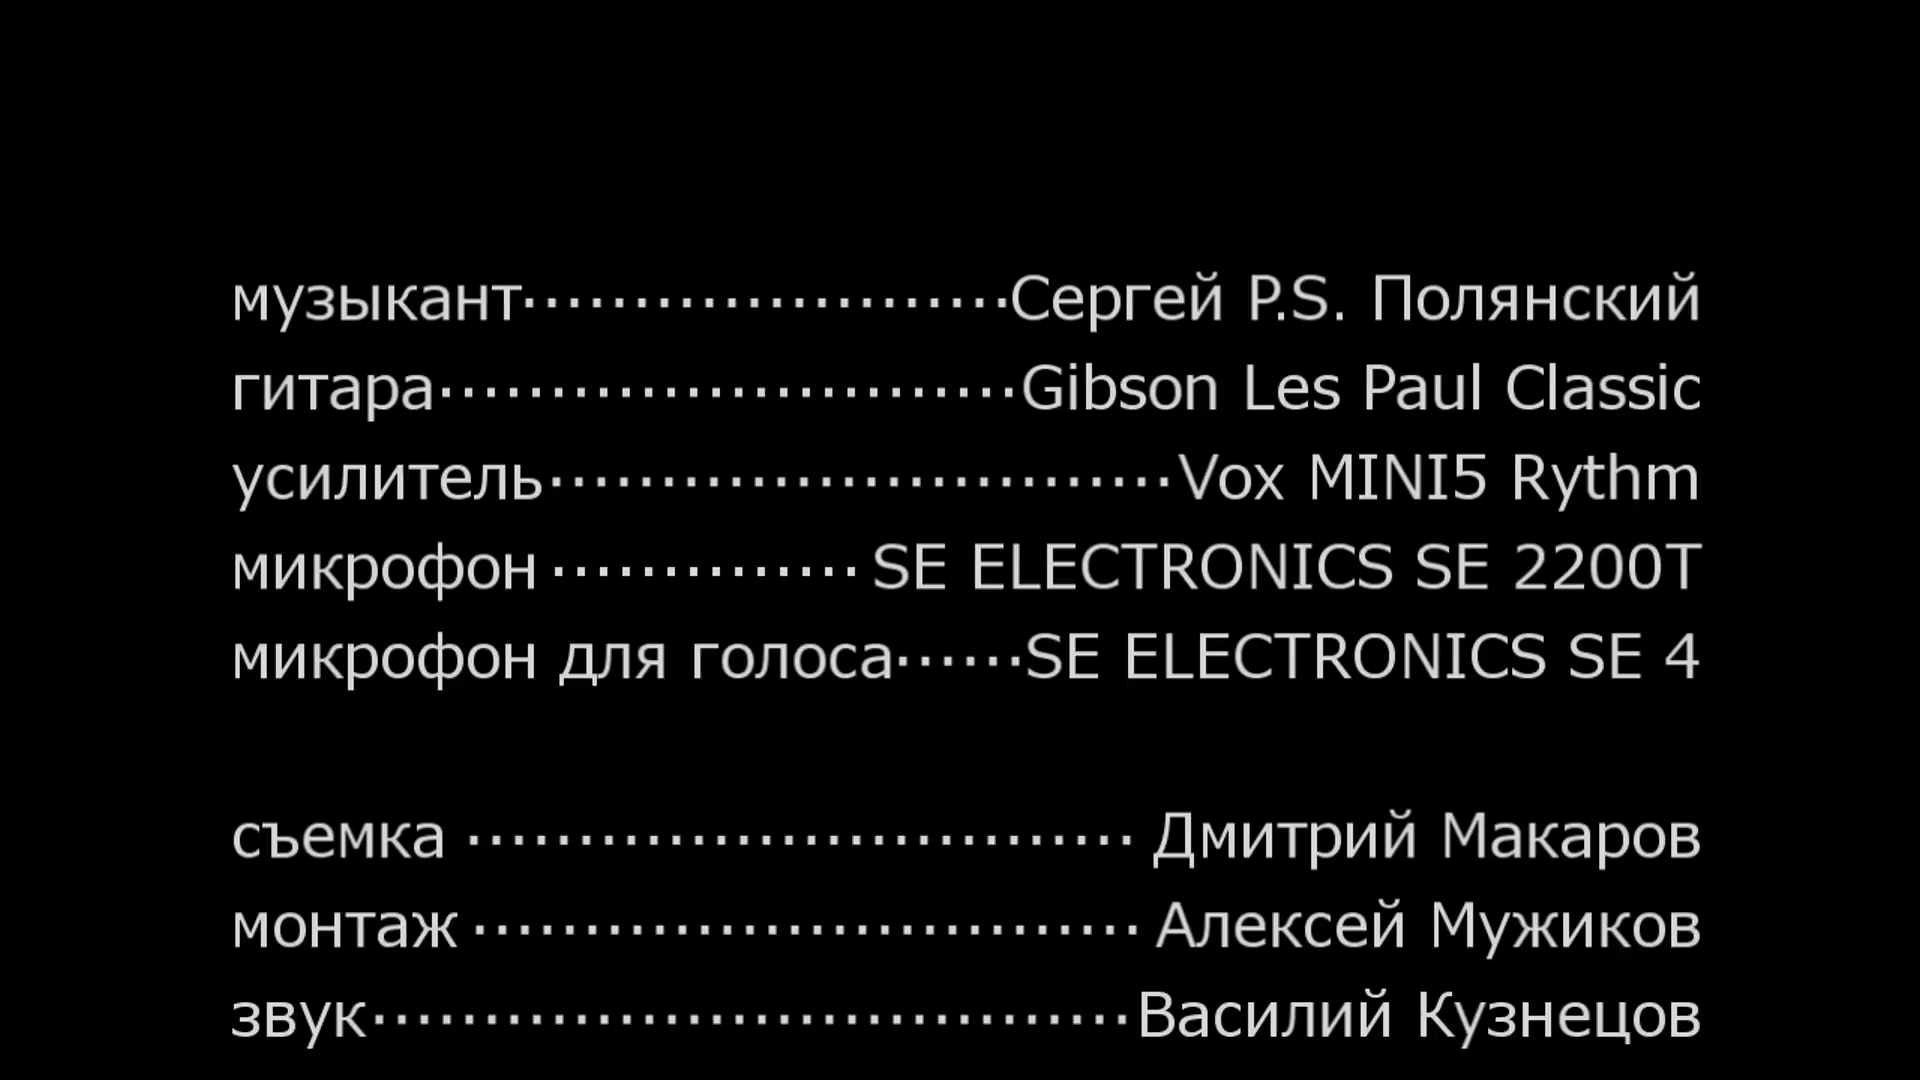 музыкант·····················Сергей P.S. Полянский
гитара··························Gibson Les Paul Classic
усилитель····························Vox MINI5 Rythm
микрофон ·············· SE ELECTRONICS SE 2200T
микрофон для голоса······SE ELECTRONICS SE 4
съемка ······························ Дмитрий Макаров
монтаж ······························ Алексей Мужиков
звук··································Василий Кузнецов